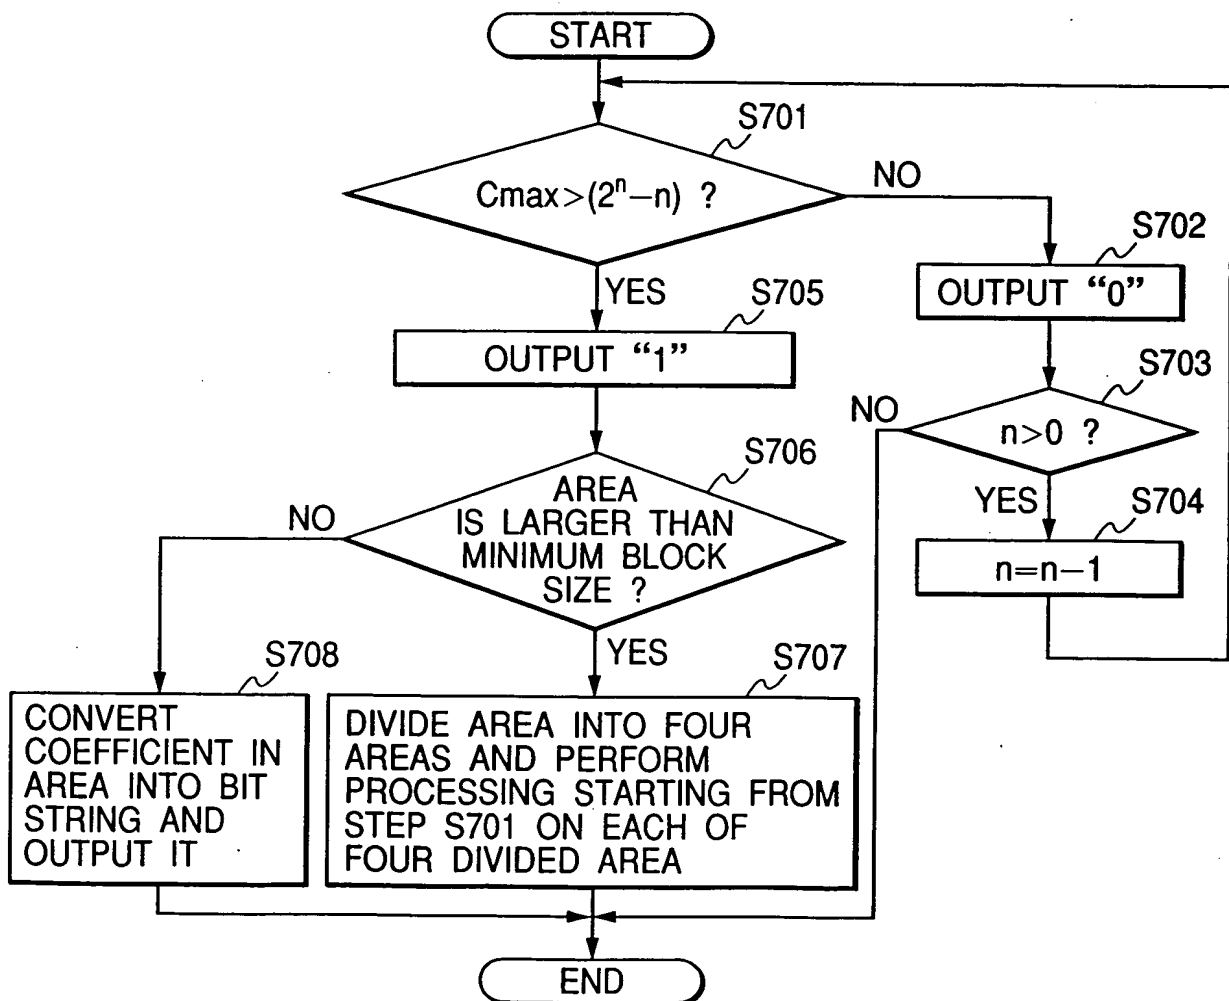 START
S701
Cmax>(2ⁿ−n) ?
NO
S702
OUTPUT “0”
YES
S705
OUTPUT “1”
S703
NO
n>0 ?
YES
S706
AREA
IS LARGER THAN
MINIMUM BLOCK
SIZE ?
NO
S704
n=n−1
YES
S708
CONVERT
COEFFICIENT IN
AREA INTO BIT
STRING AND
OUTPUT IT
S707
DIVIDE AREA INTO FOUR
AREAS AND PERFORM
PROCESSING STARTING FROM
STEP S701 ON EACH OF
FOUR DIVIDED AREA
END